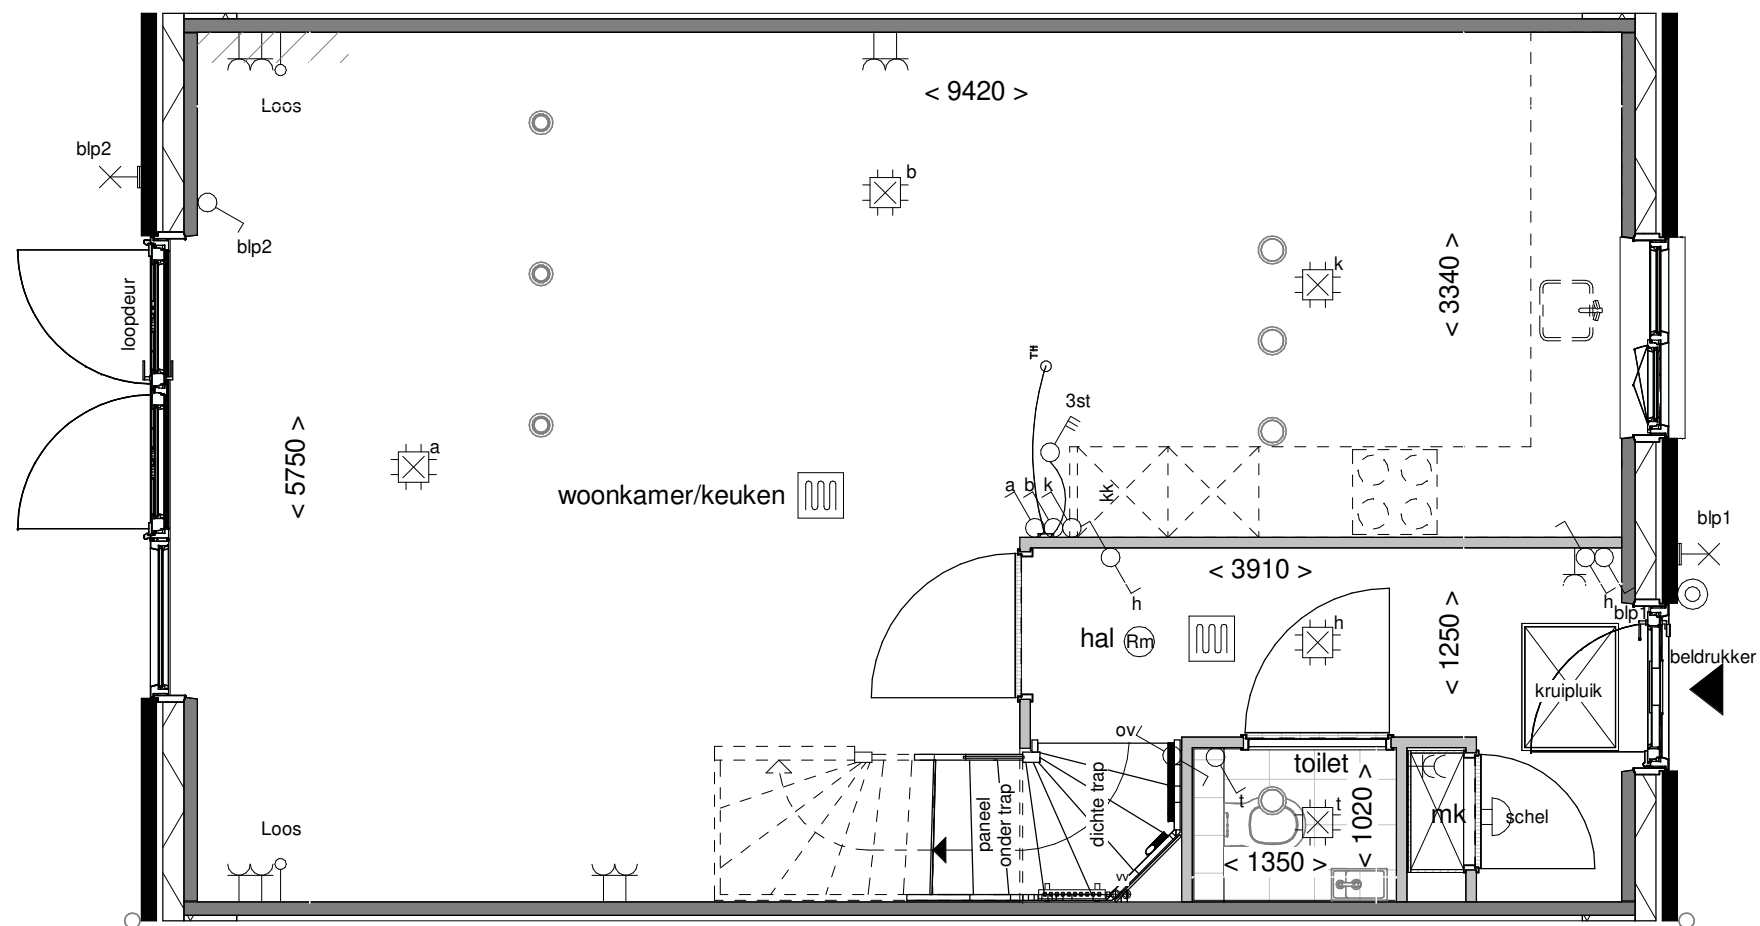 Loos
< 9420 >
blp2
b
blp2
loopdeur
k
< 3340 >
TH
3st
a
< 5750 >
woonkamer/keuken
a b k
kk
blp1
< 3910 >
h
h
blp1
hal
Rm
h
< 1250 >
kruipluik
beldrukker
ov
toilet
t
t
< 1020 >
< 1350 >
mk
schel
paneel
onder trap
dichte trap
vv
Loos